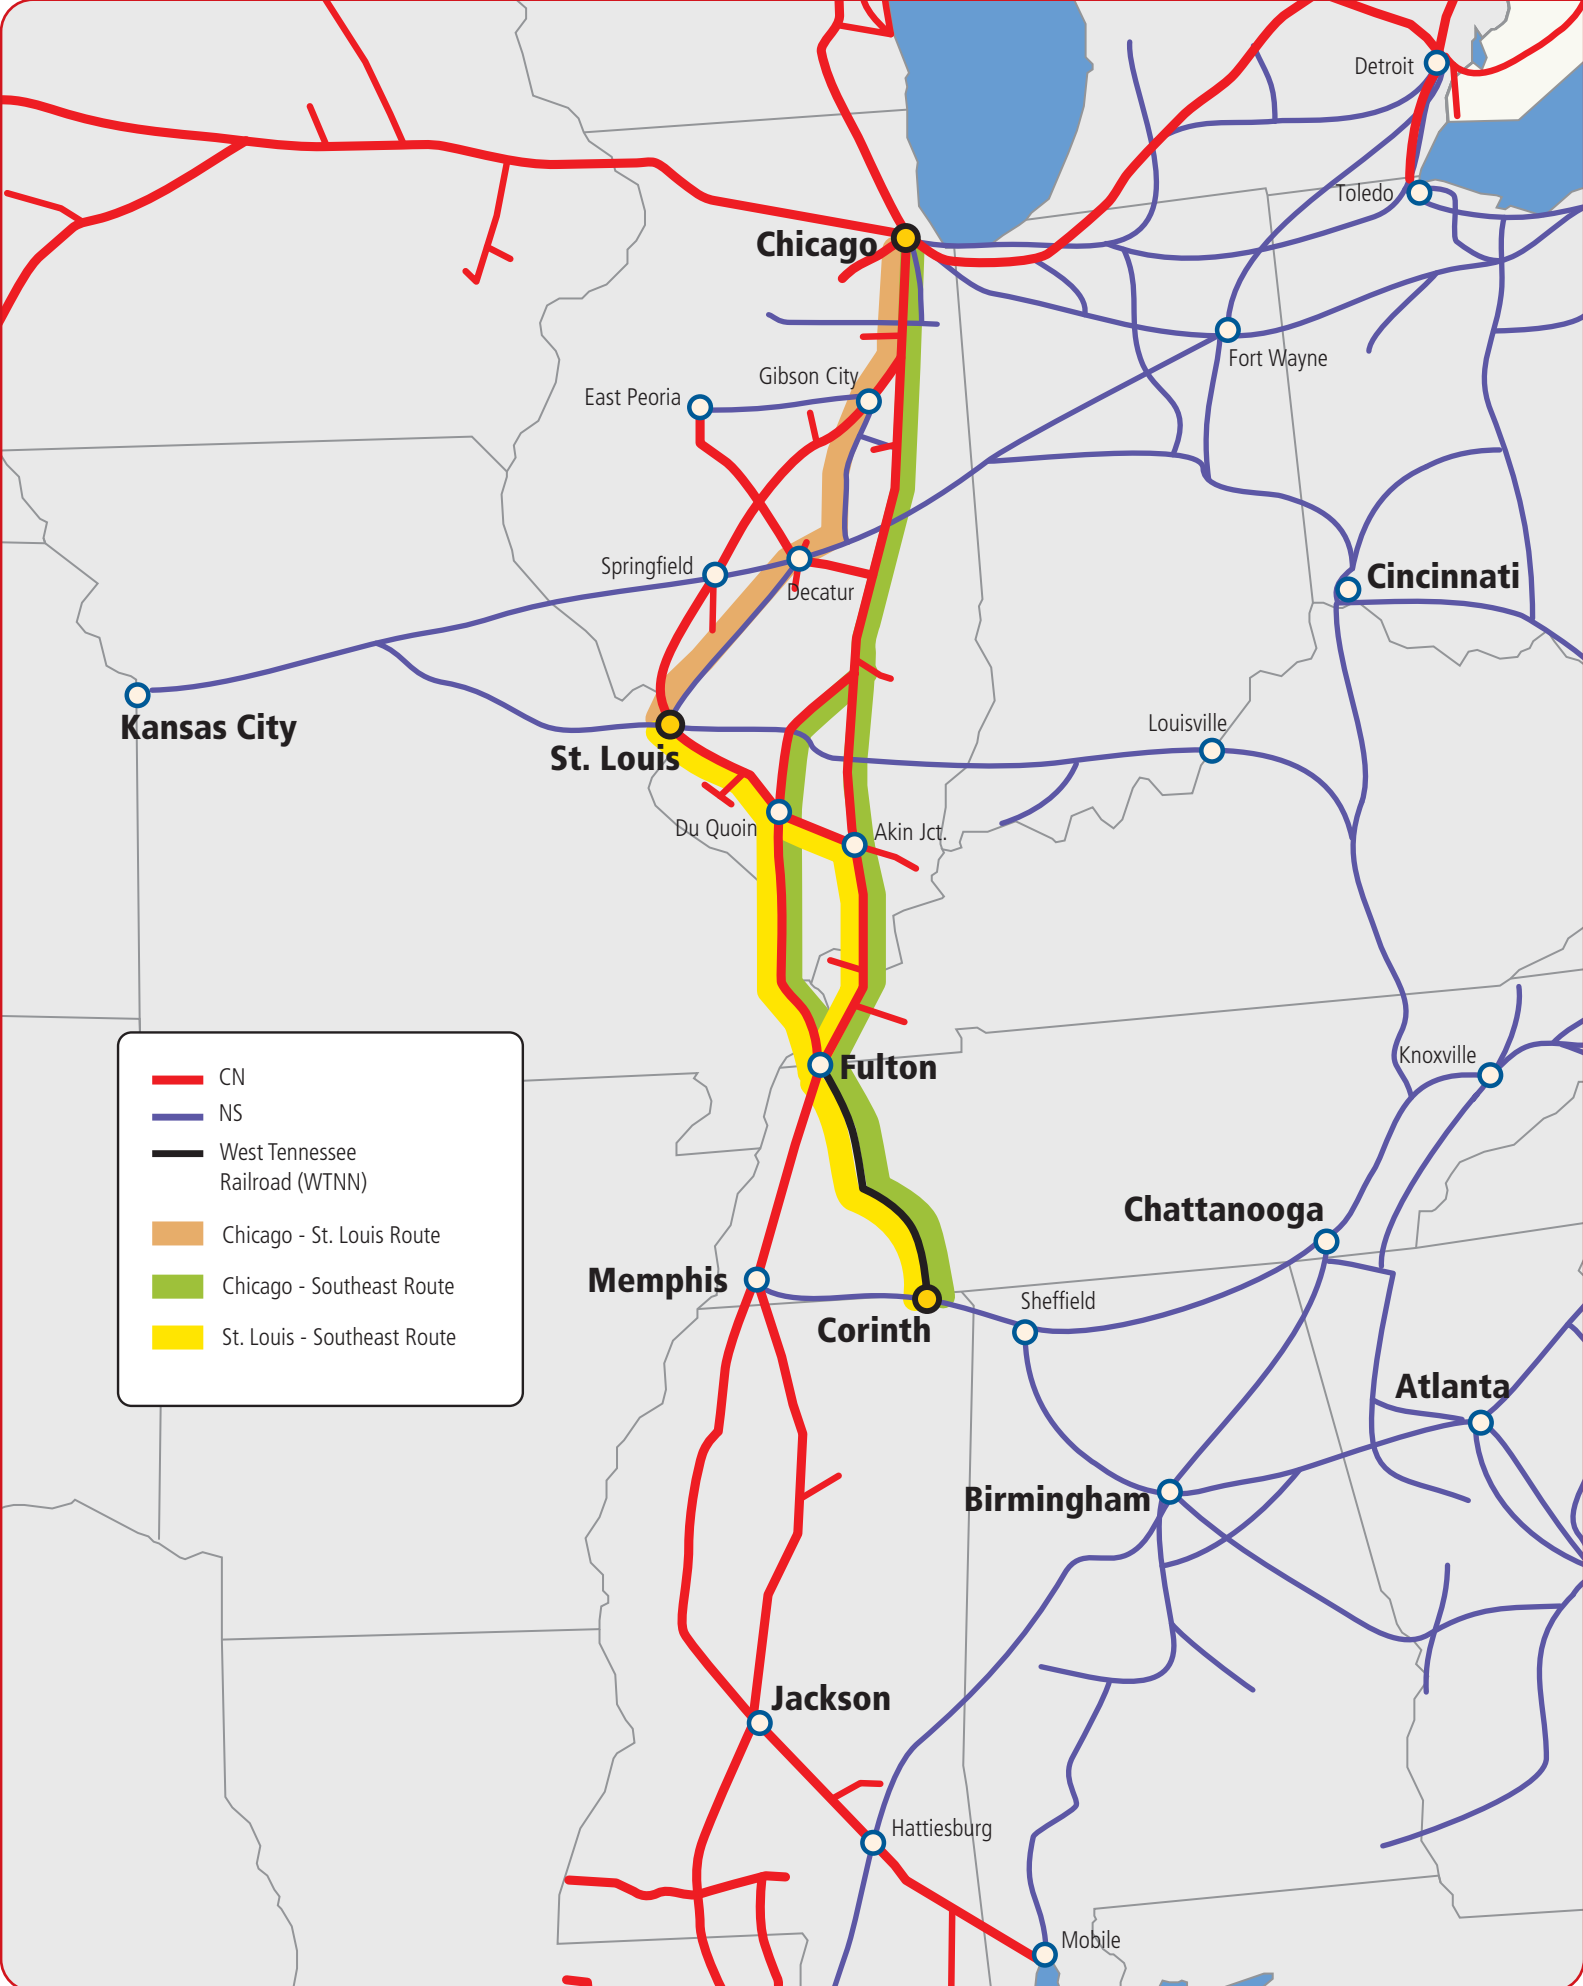 Detroit
Toledo
Chicago
Fort Wayne
Gibson City
East Peoria
Springfield
Decatur
Cincinnati
Kansas City
St. Louis
Louisville
Du Quoin
Akin Jct.
Fulton
Knoxville
CN
NS
West Tennessee
Railroad (WTNN)
Chicago - St. Louis Route
Chicago - Southeast Route
St. Louis - Southeast Route
Chattanooga
Memphis
Sheffield
Corinth
Atlanta
Birmingham
Jackson
Hattiesburg
Mobile